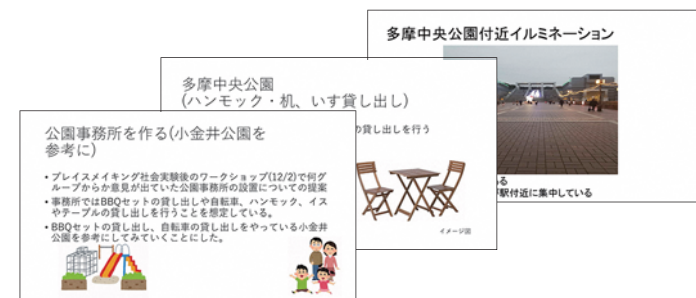 多摩中央公園付近イルミネーション
る
駅付近に集中している
多摩中央公園
(ハンモック・机、いす貸し出し)
の貸し出しを行う
イメージ図
公園事務所を作る(小金井公園を
参考に)
• プレイスメイキング社会実験後のワークショップ(12/2)で何グ
ループからか意見が出ていた公園事務所の設置についての提案
• 事務所ではBBQセットの貸し出しや自転車、ハンモック、イス
やテーブルの貸し出しを行うことを想定している。
• BBQセットの貸し出し、自転車の貸し出しをやっている小金井
公園を参考にしてみていくことにした。